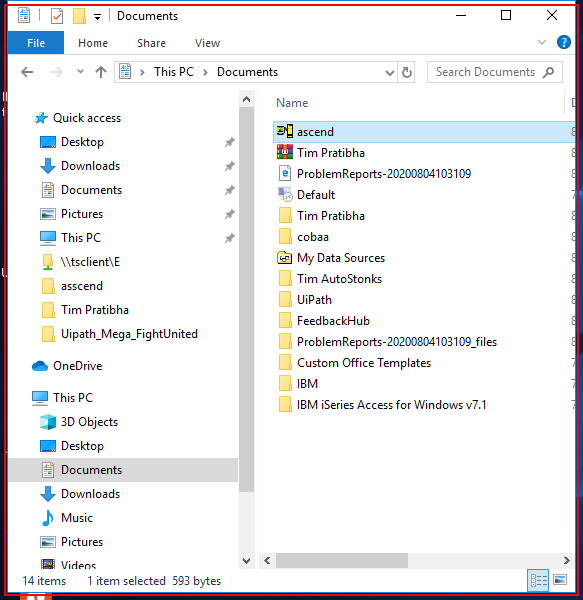 Documents
File Home Share View
This PC Documents
Search Documents
Quick access
Desktop
Downloads
Documents
Pictures
This PC
\\tsclient\E
asscend
Tim Pratibha
Uipath_Mega_FightUnited
OneDrive
This PC
3D Objects
Desktop
Documents
Downloads
Music
Pictures
Videos
Name
ascend
Tim Pratibha
ProblemReports-20200804103109
Default
Tim Pratibha
cobaa
My Data Sources
Tim AutoStonks
UiPath
FeedbackHub
ProblemReports-20200804103109_files
Custom Office Templates
IBM
IBM iSeries Access for Windows v7.1
14 items 1 item selected 593 bytes